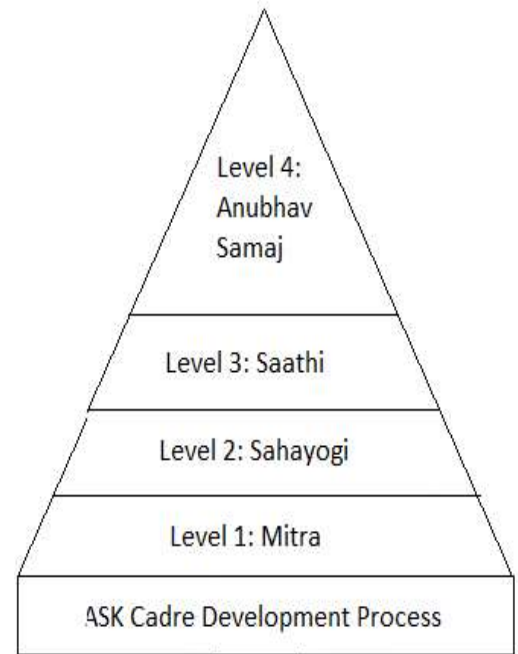 Level 4:
Anubhav
Samaj
Level 3: Saathi
Level 2: Sahayogi
Level 1: Mitra
ASK Cadre Development Process